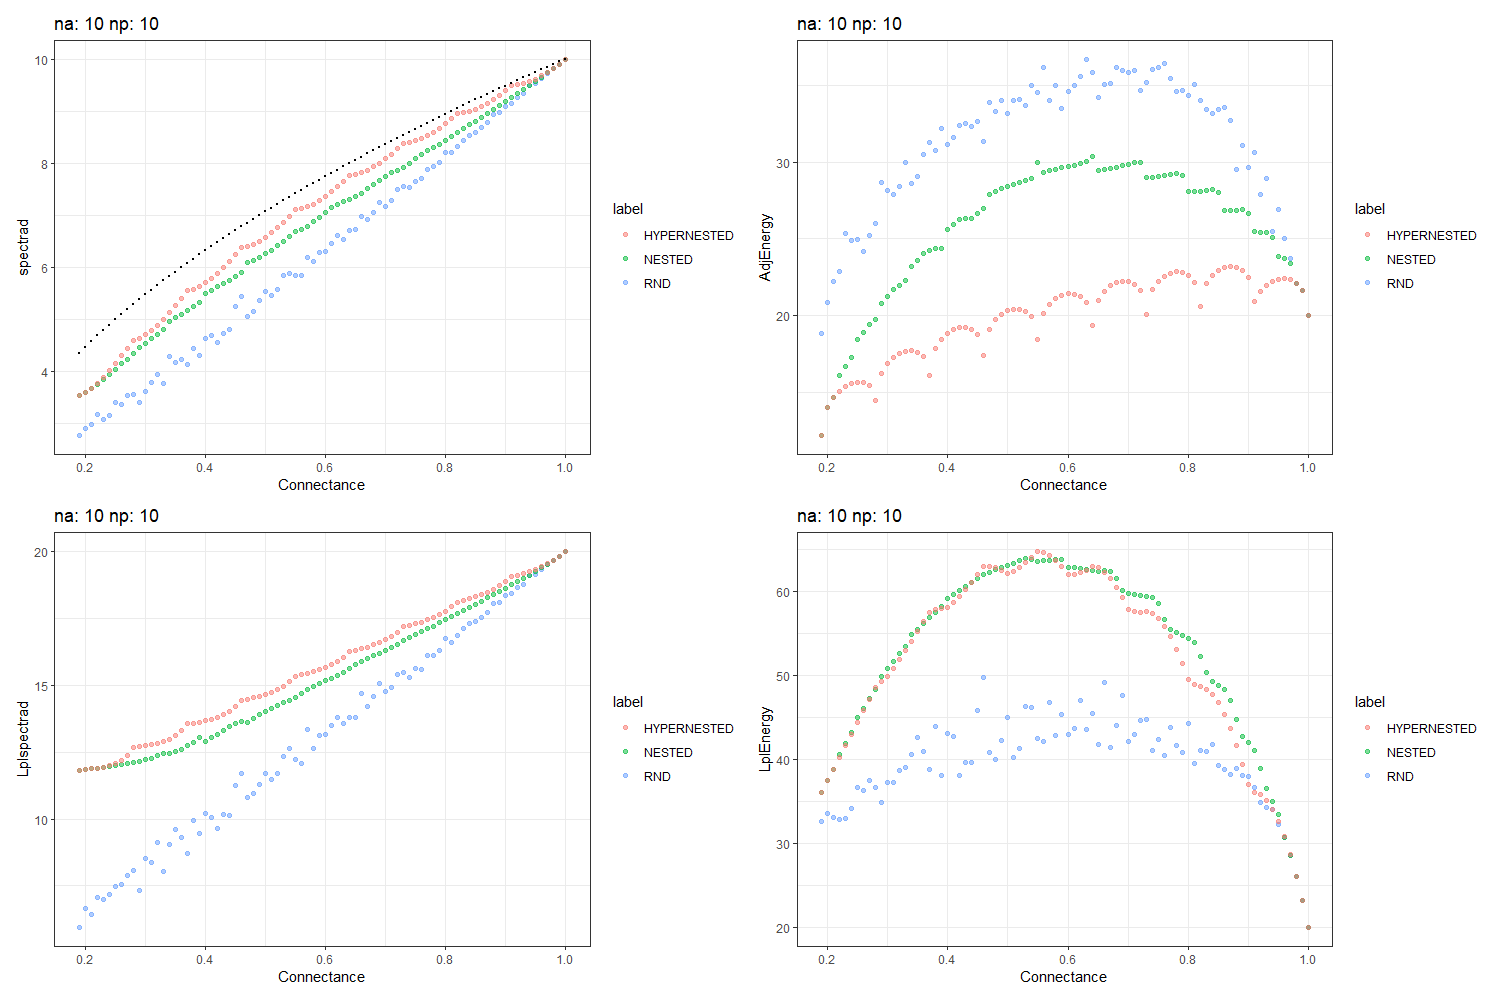 na: 10 np: 10
10
8
6
4
spectrad
0.2 0.4 0.6 0.8 1.0
Connectance
label
HYPERNESTED
NESTED
RND
na: 10 np: 10
30
20
AdjEnergy
0.2 0.4 0.6 0.8 1.0
Connectance
label
HYPERNESTED
NESTED
RND
na: 10 np: 10
20
15
10
Lplspectrad
0.2 0.4 0.6 0.8 1.0
Connectance
label
HYPERNESTED
NESTED
RND
na: 10 np: 10
60
50
40
30
20
LplEnergy
0.2 0.4 0.6 0.8 1.0
Connectance
label
HYPERNESTED
NESTED
RND